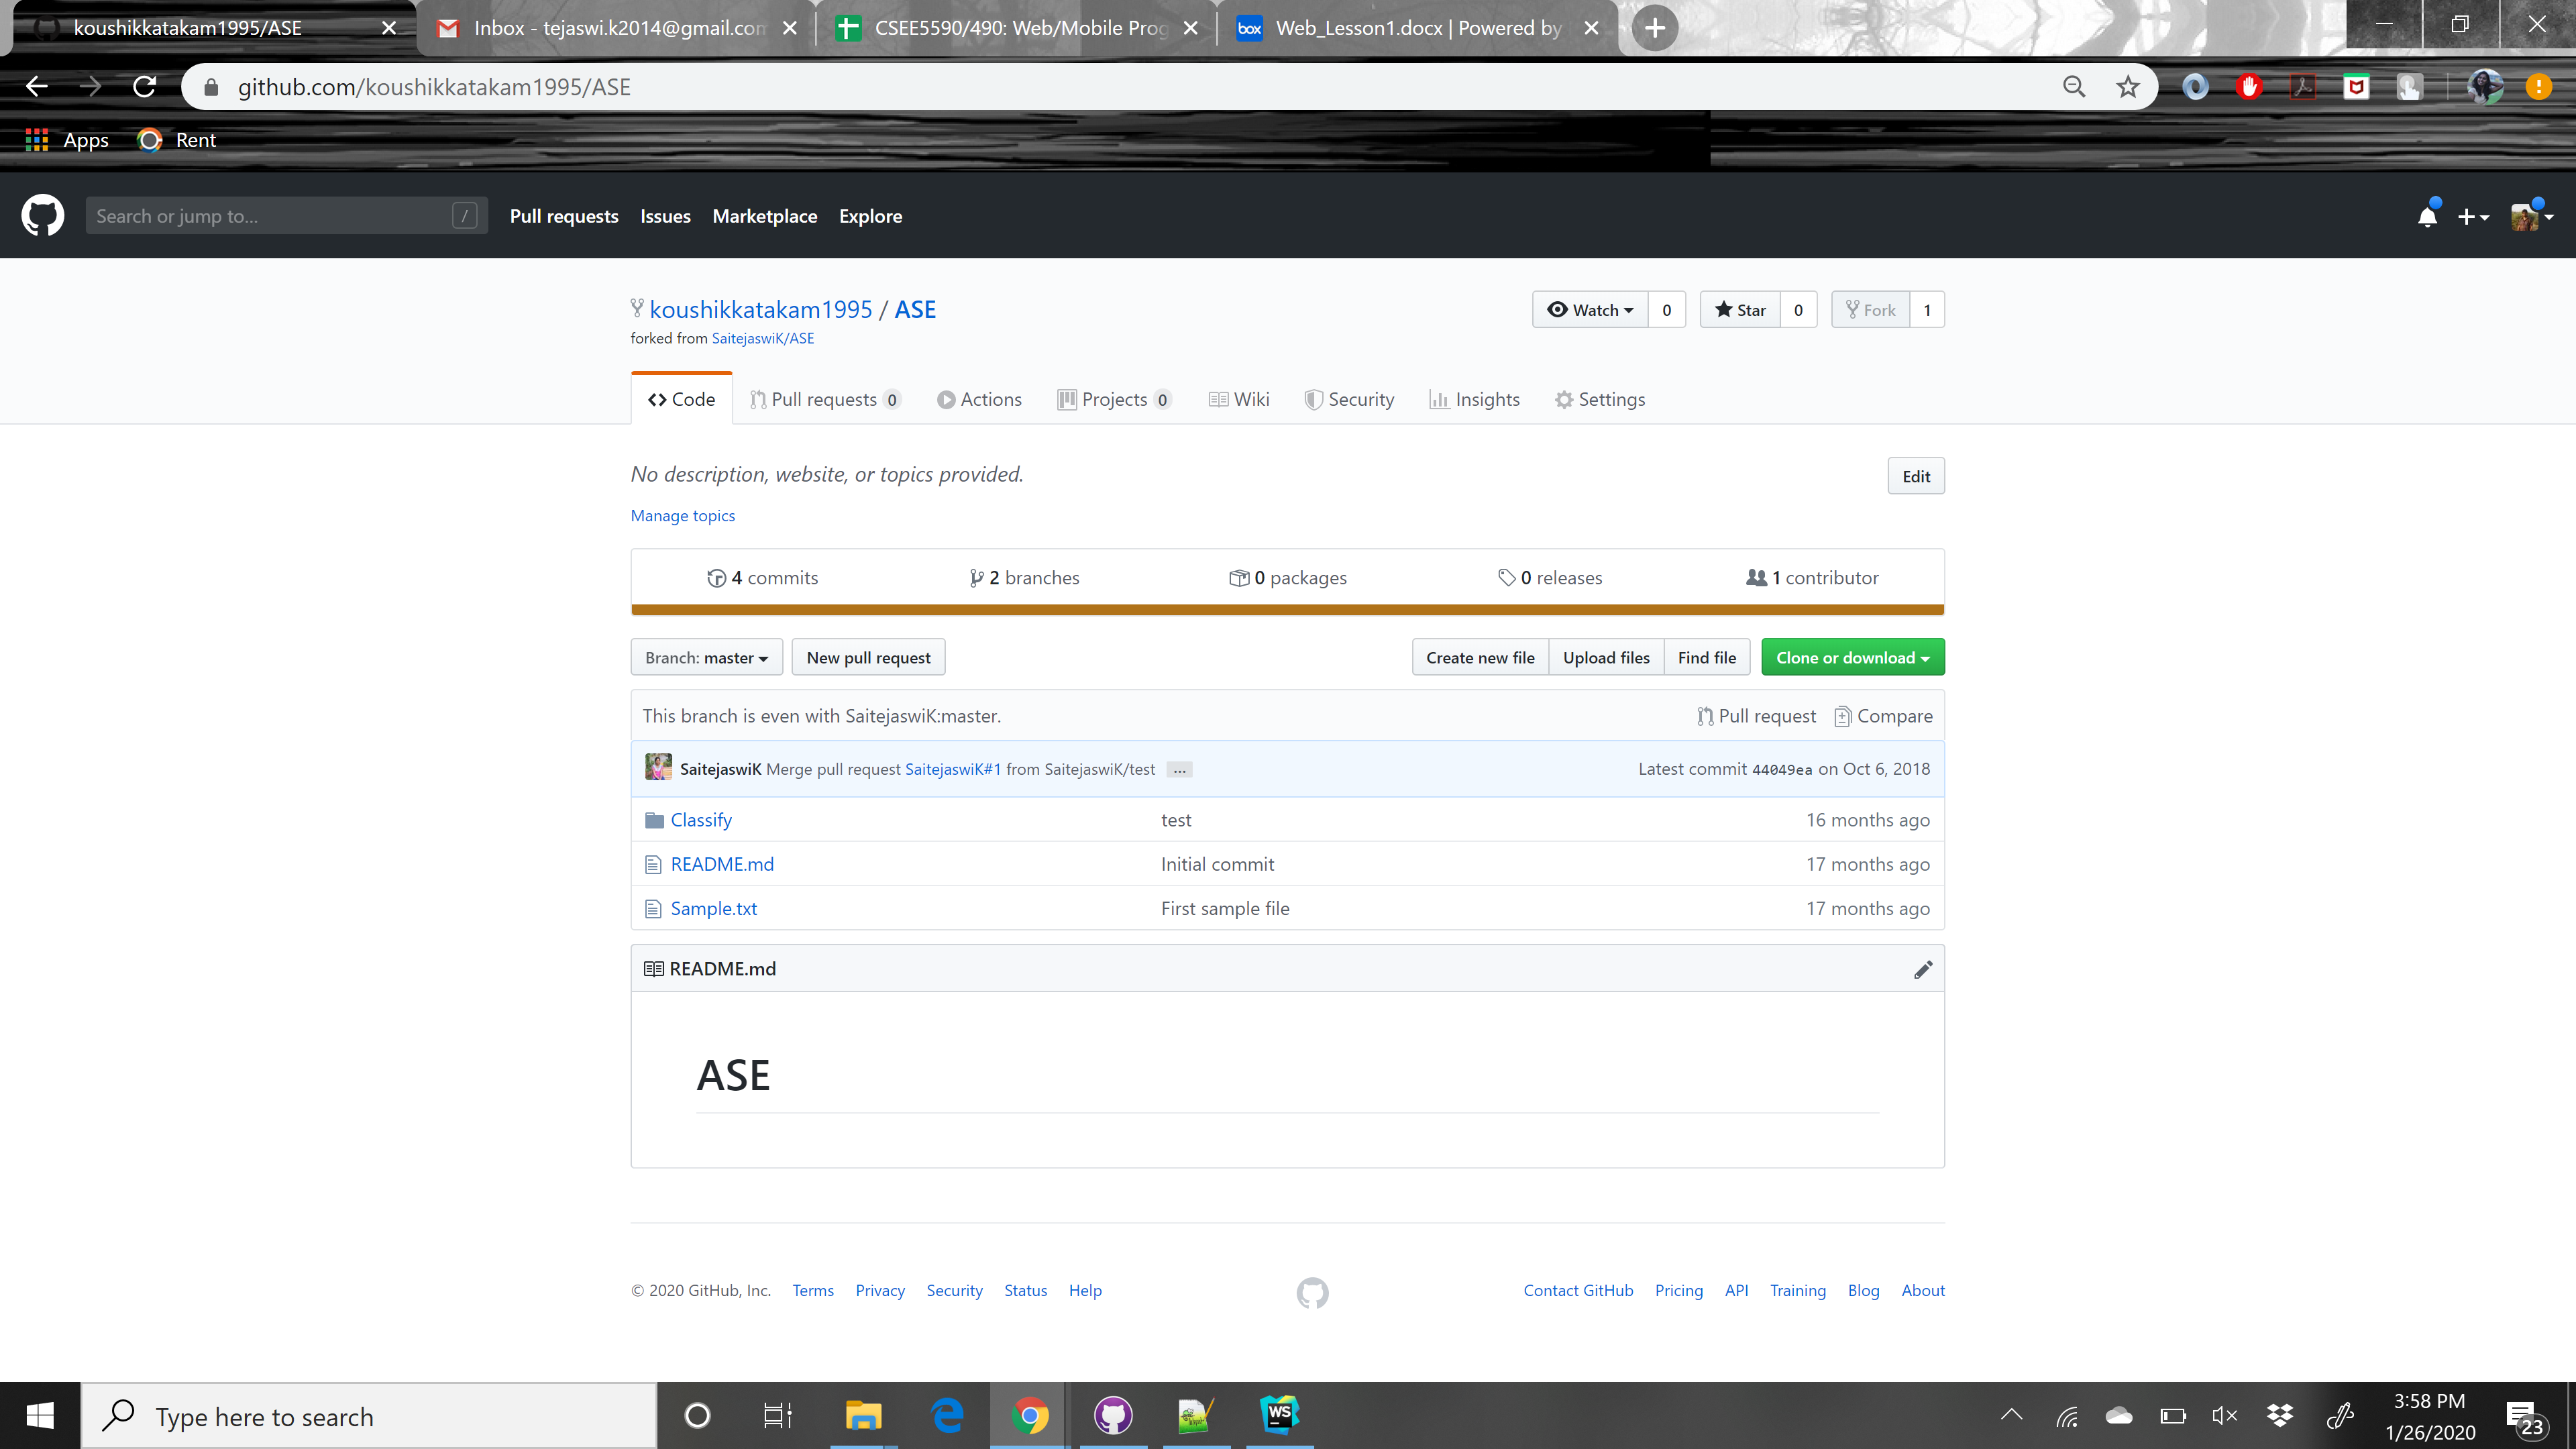 koushikkatakam1995/ASE
Inbox - tejaswi.k2014@gmail.com
CSEE5590/490: Web/Mobile Prog
box Web_Lesson1.docx | Powered by
github.com/koushikkatakam1995/ASE
Apps Rent
Search or jump to... / Pull requests Issues Marketplace Explore
koushikkatakam1995 / ASE
Watch 0 Star 0 Fork 1
forked from SaitejaswiK/ASE
Code Pull requests 0 Actions Projects 0 Wiki Security Insights Settings
No description, website, or topics provided. Edit
Manage topics
4 commits 2 branches 0 packages 0 releases 1 contributor
Branch: master New pull request Create new file Upload files Find file Clone or download
This branch is even with SaitejaswiK:master. Pull request Compare
SaitejaswiK Merge pull request SaitejaswiK#1 from SaitejaswiK/test ... Latest commit 44049ea on Oct 6, 2018
Classify test 16 months ago
README.md Initial commit 17 months ago
Sample.txt First sample file 17 months ago
README.md
ASE
© 2020 GitHub, Inc. Terms Privacy Security Status Help Contact GitHub Pricing API Training Blog About
Type here to search
WS
3:58 PM
1/26/2020
23